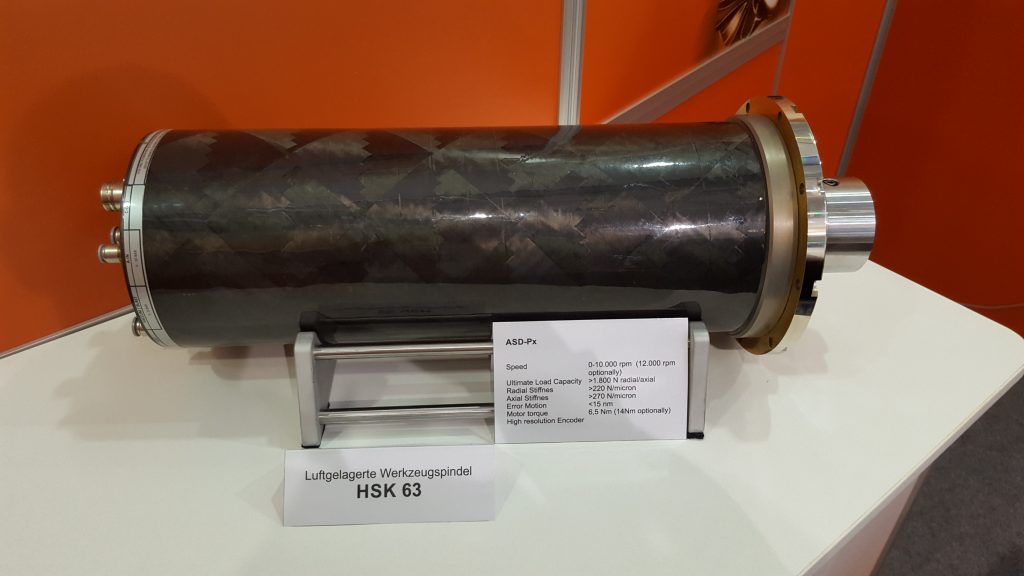 ASD-Px
Speed 0-10.000 rpm (12.000 rpm
optionally)
Ultimate Load Capacity >1.800 N radial/axial
Radial Stiffnes >220 N/micron
Axial Stiffnes >270 N/micron
Error Motion <15 nm
Motor torque 6,5 Nm (14Nm optionally)
High resolution Encoder
Luftgelagerte Werkzeugspindel
HSK 63